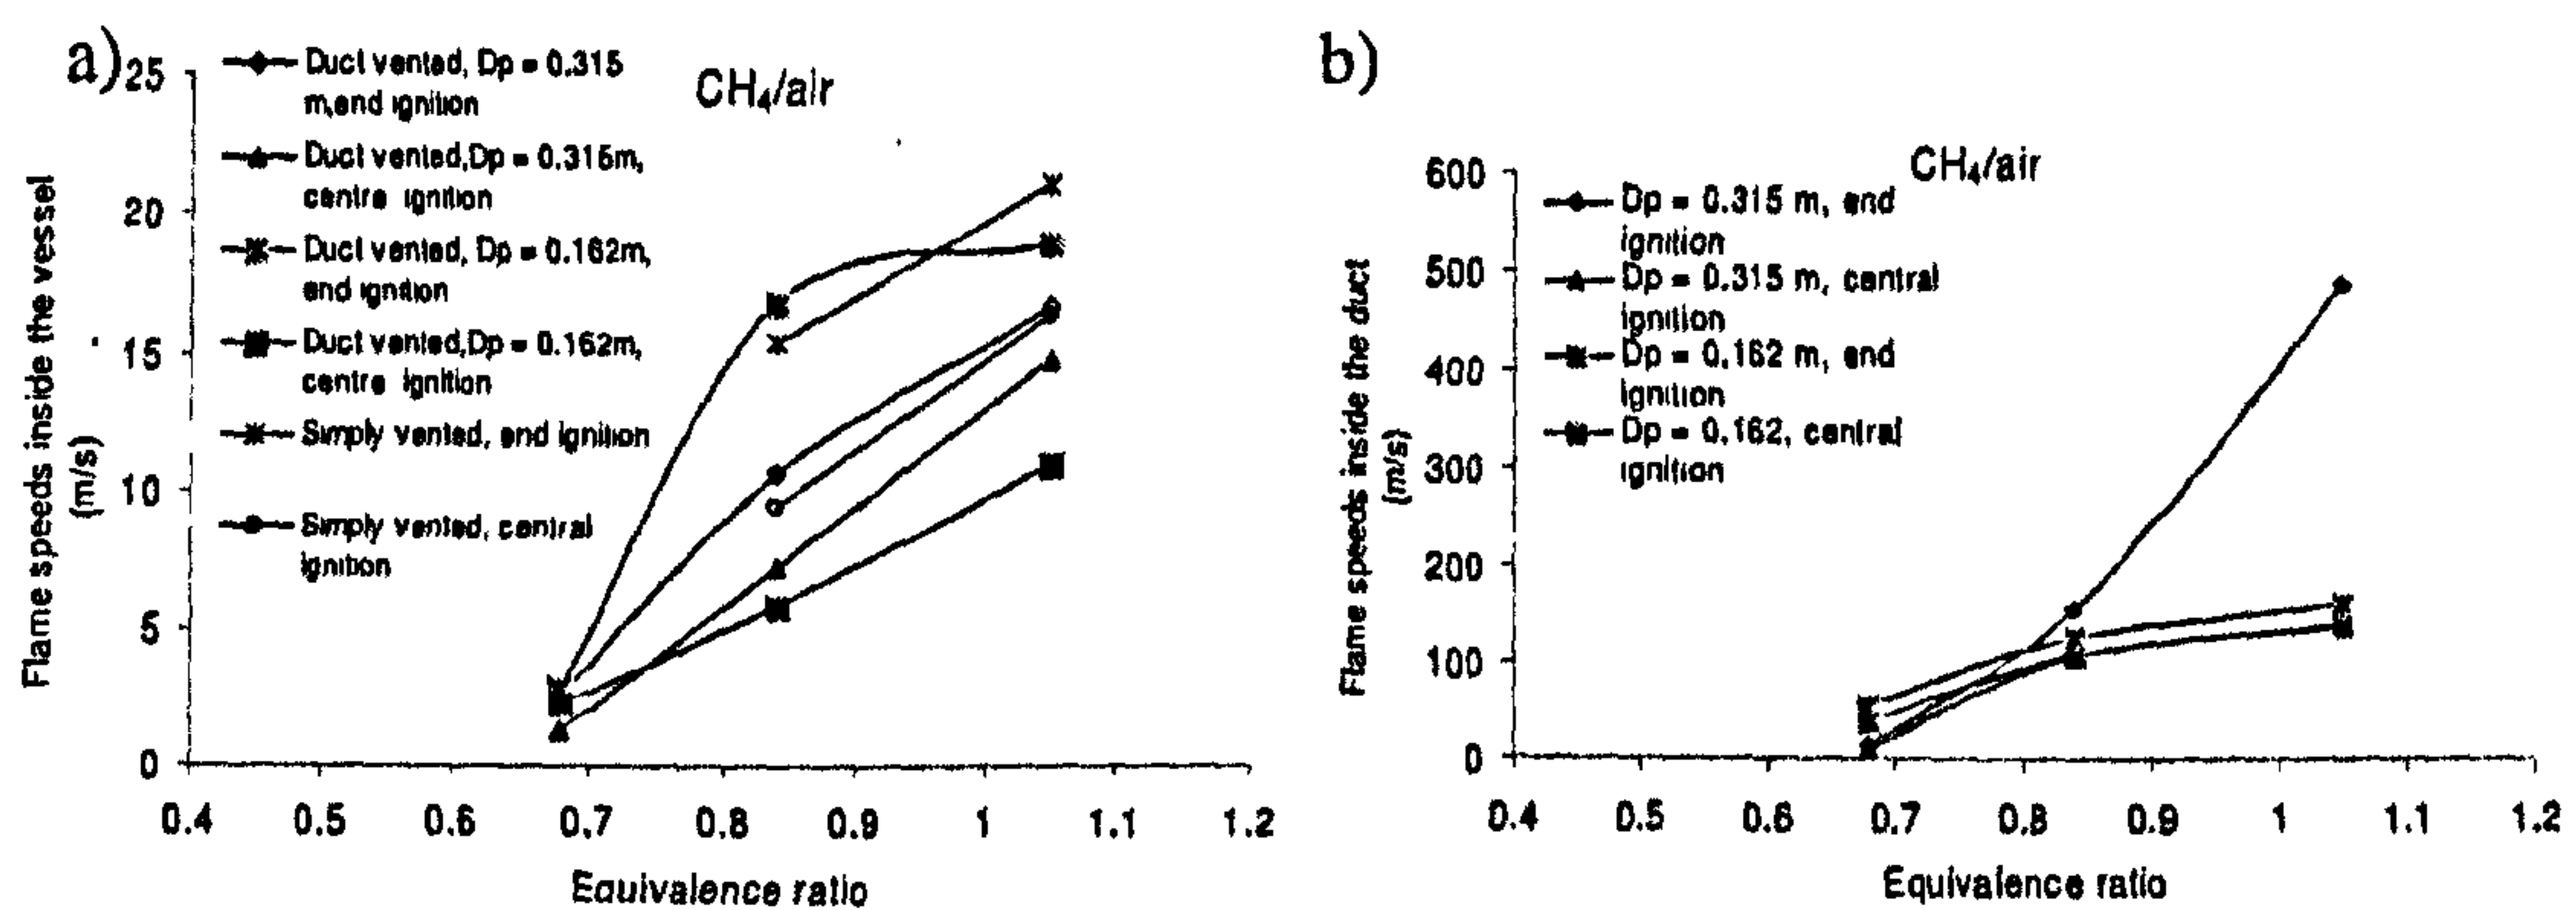 a)
25
20
15
10
5
0
Flame speeds inside the vessel
(m/s)
Duct vented, Dp = 0.315
m,end ignition
Duct vented,Dp = 0.315m,
centre ignition
Duct vented, Dp = 0.162m,
end ignition
Duct vented,Dp = 0.162m,
centre ignition
Simply vented, end ignition
Simply vented, central
ignition
CH₄/air
0.4 0.5 0.6 0.7 0.8 0.9 1 1.1 1.2
Equivalence ratio
b)
600
500
400
300
200
100
0
Flame speeds inside the duct
(m/s)
CH₄/air
Dp = 0.315 m, end
ignition
Dp = 0.315 m, central
ignition
Dp = 0.162 m, end
ignition
Dp = 0.162, central
ignition
0.4 0.5 0.6 0.7 0.8 0.9 1 1.1 1.2
Equivalence ratio